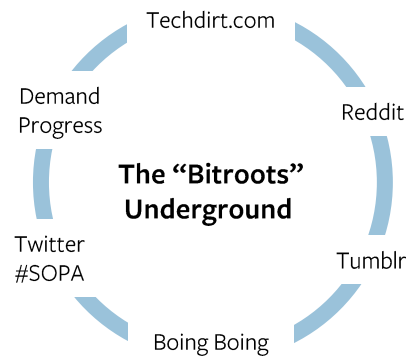 Techdirt.com
Demand
Progress
Reddit
The “Bitroots”
Underground
Twitter
#SOPA
Tumblr
Boing Boing